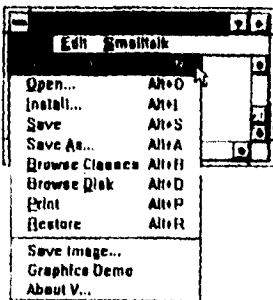 Edit Smalltalk
Open... Alt+O
Install... Alt+I
Save Alt+S
Save As... Alt+A
Browse Classes Alt+B
Browse Disk Alt+D
Print Alt+P
Restore Alt+R
Save Image...
Graphics Demo
About V...